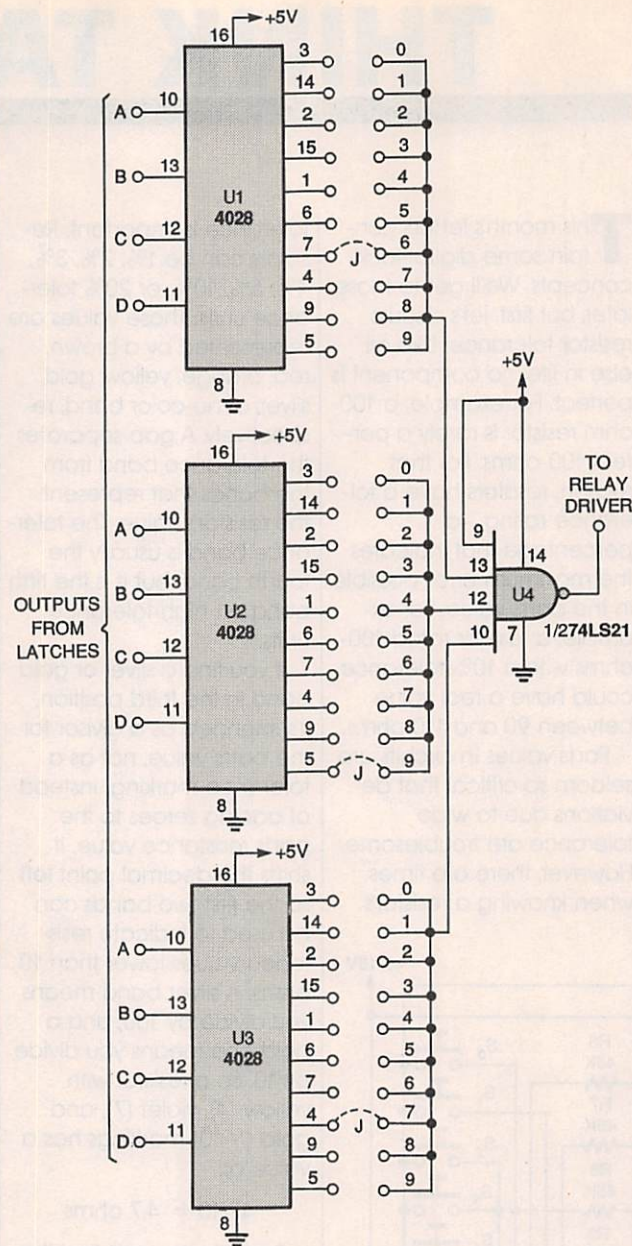 +5V
16
3 0
14 1
A 10 2 2
15 3
B 13 1 4
U1
4028
6 5
C 12 7 J 6
4 7
D 11 9 8
5 9
8
+5V
+5V
16
3 0
14 1
A 10 2 2
15 3
B 13 1 4
U2
4028
6 5
C 12 7 6
4 7
D 11 9 8
5 J 9
8
OUTPUTS
FROM
LATCHES
TO
RELAY
DRIVER
9
14
13
12
U4
10
7
1/274LS21
+5V
16
3 0
14 1
A 10 2 2
15 3
B 13 1 4
U3
4028
6 5
C 12 7 6
4 J 7
D 11 9 8
5 9
8